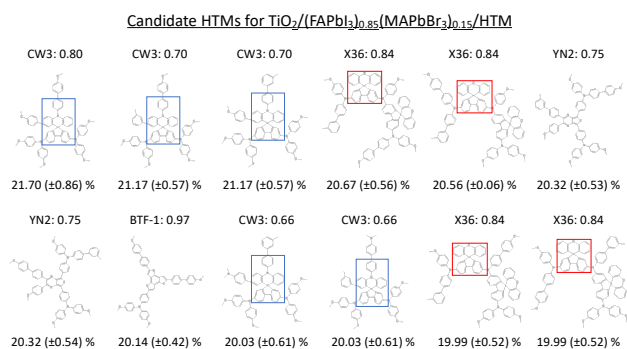 Candidate HTMs for TiO2/(FAPbI3)0.85(MAPbBr3)0.15/HTM
CW3: 0.80 CW3: 0.70 CW3: 0.70 X36: 0.84 X36: 0.84 YN2: 0.75
21.70 (±0.86) % 21.17 (±0.57) % 21.17 (±0.57) % 20.67 (±0.56) % 20.56 (±0.06) % 20.32 (±0.53) %
YN2: 0.75 BTF-1: 0.97 CW3: 0.66 CW3: 0.66 X36: 0.84 X36: 0.84
20.32 (±0.54) % 20.14 (±0.42) % 20.03 (±0.61) % 20.03 (±0.61) % 19.99 (±0.52) % 19.99 (±0.52) %